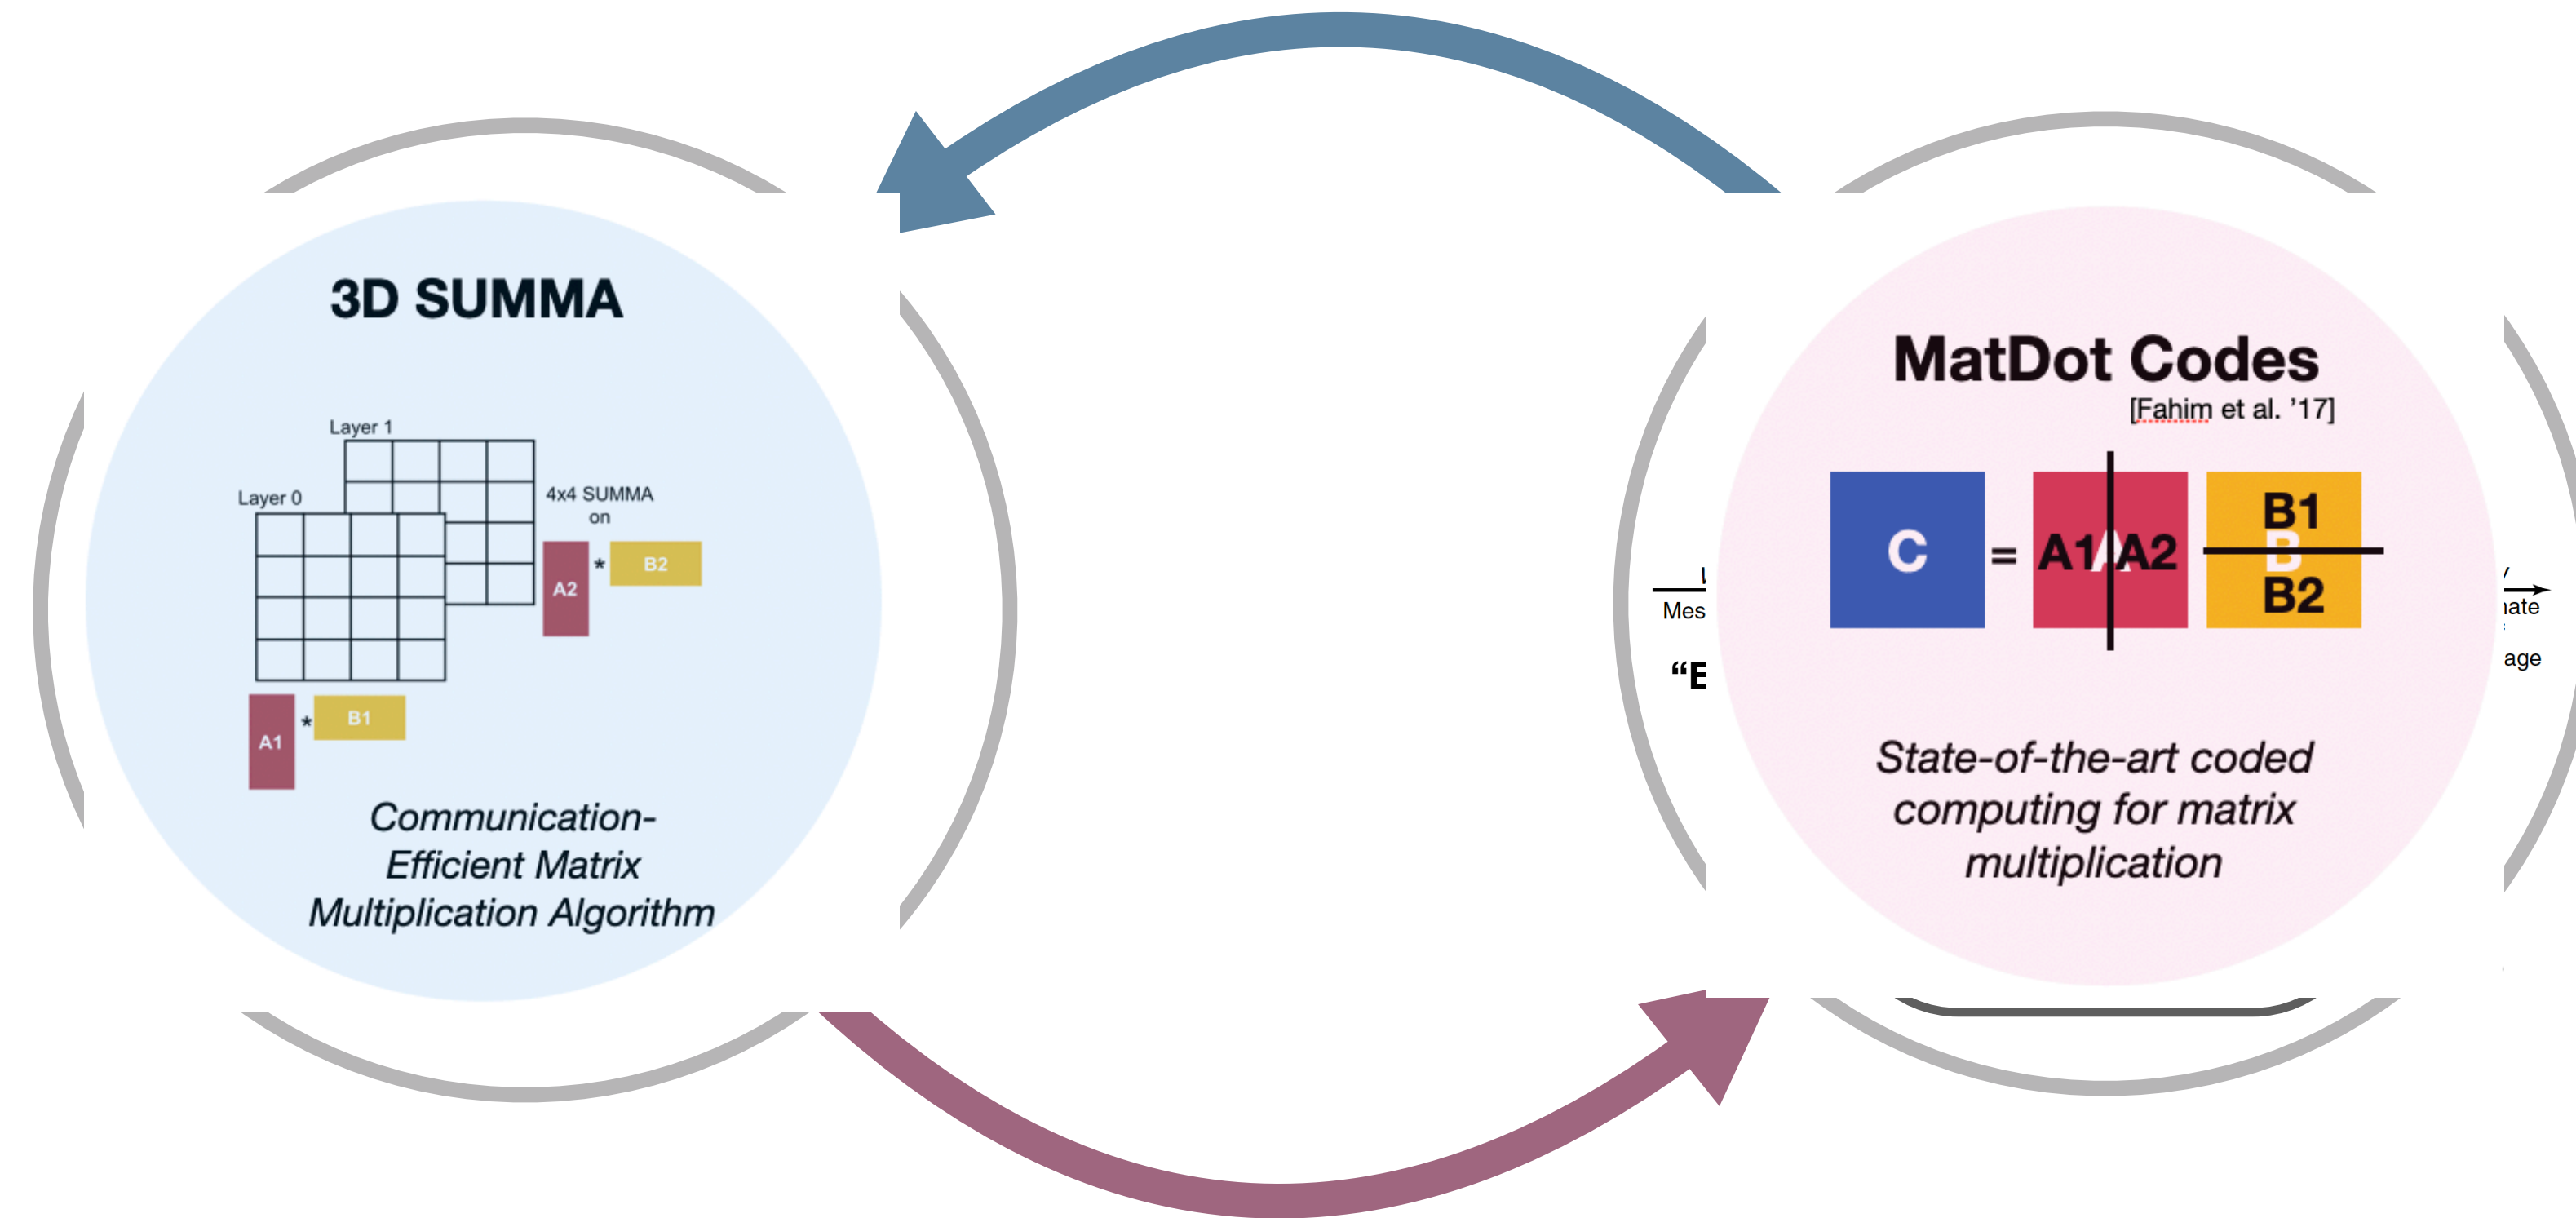 3D SUMMA
Layer 1
Layer 0
4x4 SUMMA
on
A2 * B2
A1 * B1
Communication-
Efficient Matrix
Multiplication Algorithm
MatDot Codes
[Fahim et al. ’17]
C = A1 A A2 B1
B
B2
State-of-the-art coded
computing for matrix
multiplication
Mes
“E
age